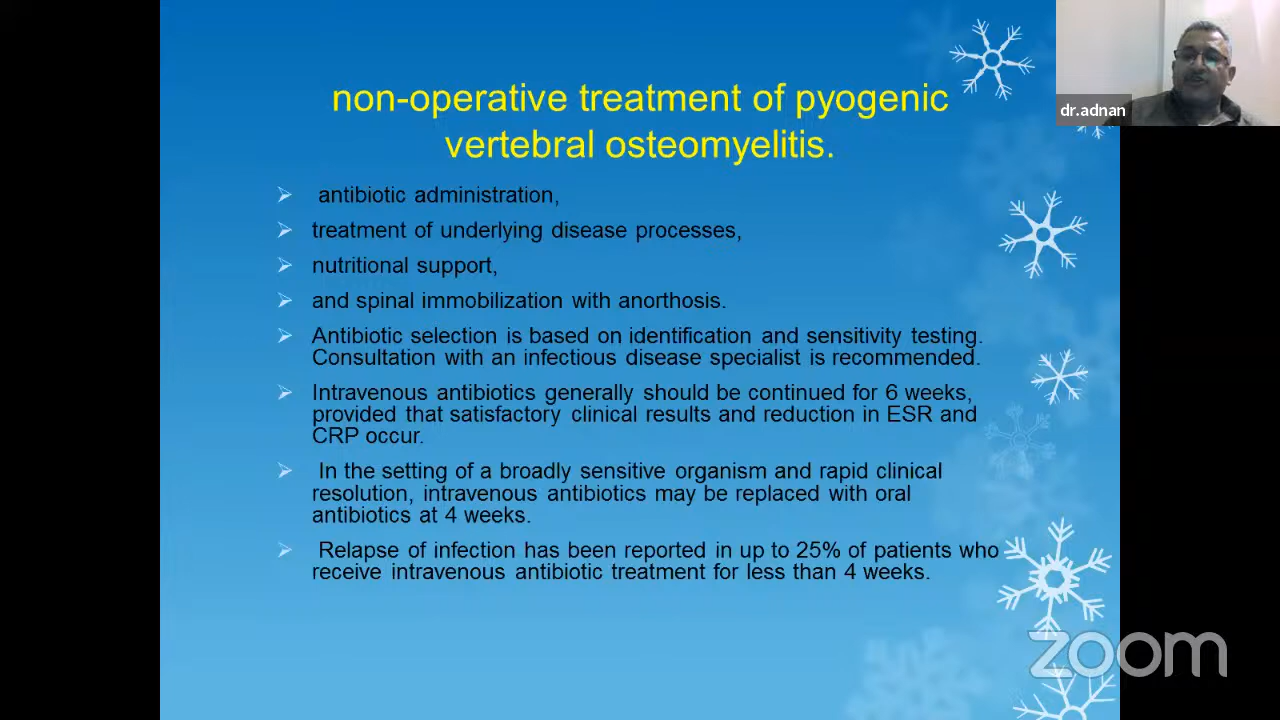 non-operative treatment of pyogenic
vertebral osteomyelitis.
dr.adnan
antibiotic administration,
treatment of underlying disease processes,
nutritional support,
and spinal immobilization with anorthosis.
Antibiotic selection is based on identification and sensitivity testing.
Consultation with an infectious disease specialist is recommended.
Intravenous antibiotics generally should be continued for 6 weeks,
provided that satisfactory clinical results and reduction in ESR and
CRP occur.
In the setting of a broadly sensitive organism and rapid clinical
resolution, intravenous antibiotics may be replaced with oral
antibiotics at 4 weeks.
Relapse of infection has been reported in up to 25% of patients who
receive intravenous antibiotic treatment for less than 4 weeks.
zoom